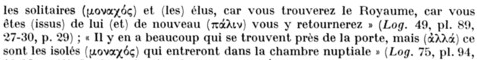 les solitaires (μοναχός) et (les) élus, car vous trouverez le Royaume, car vous
êtes (issus) de lui (et) de nouveau (πάλιν) vous y retournerez » (Log. 49, pl. 89,
27-30, p. 29) ; « Il y en a beaucoup qui se trouvent près de la porte, mais (ἀλλά) ce
sont les isolés (μοναχός) qui entreront dans la chambre nuptiale » (Log. 75, pl. 94,